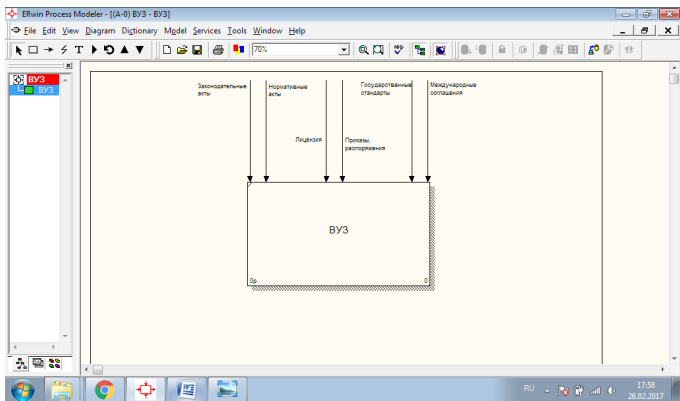 ERwin Process Modeler - [(A-0) ВУЗ - ВУЗ]
File Edit View Diagram Dictionary Model Services Tools Window Help
70%
ВУЗ
ВУЗ
Законодательные
акты
Нормативные
акты
Государственные
стандарты
Международные
соглашения
Лицензия
Приказы,
распоряжения
ВУЗ
0р.
0
RU
17:58
26.02.2017